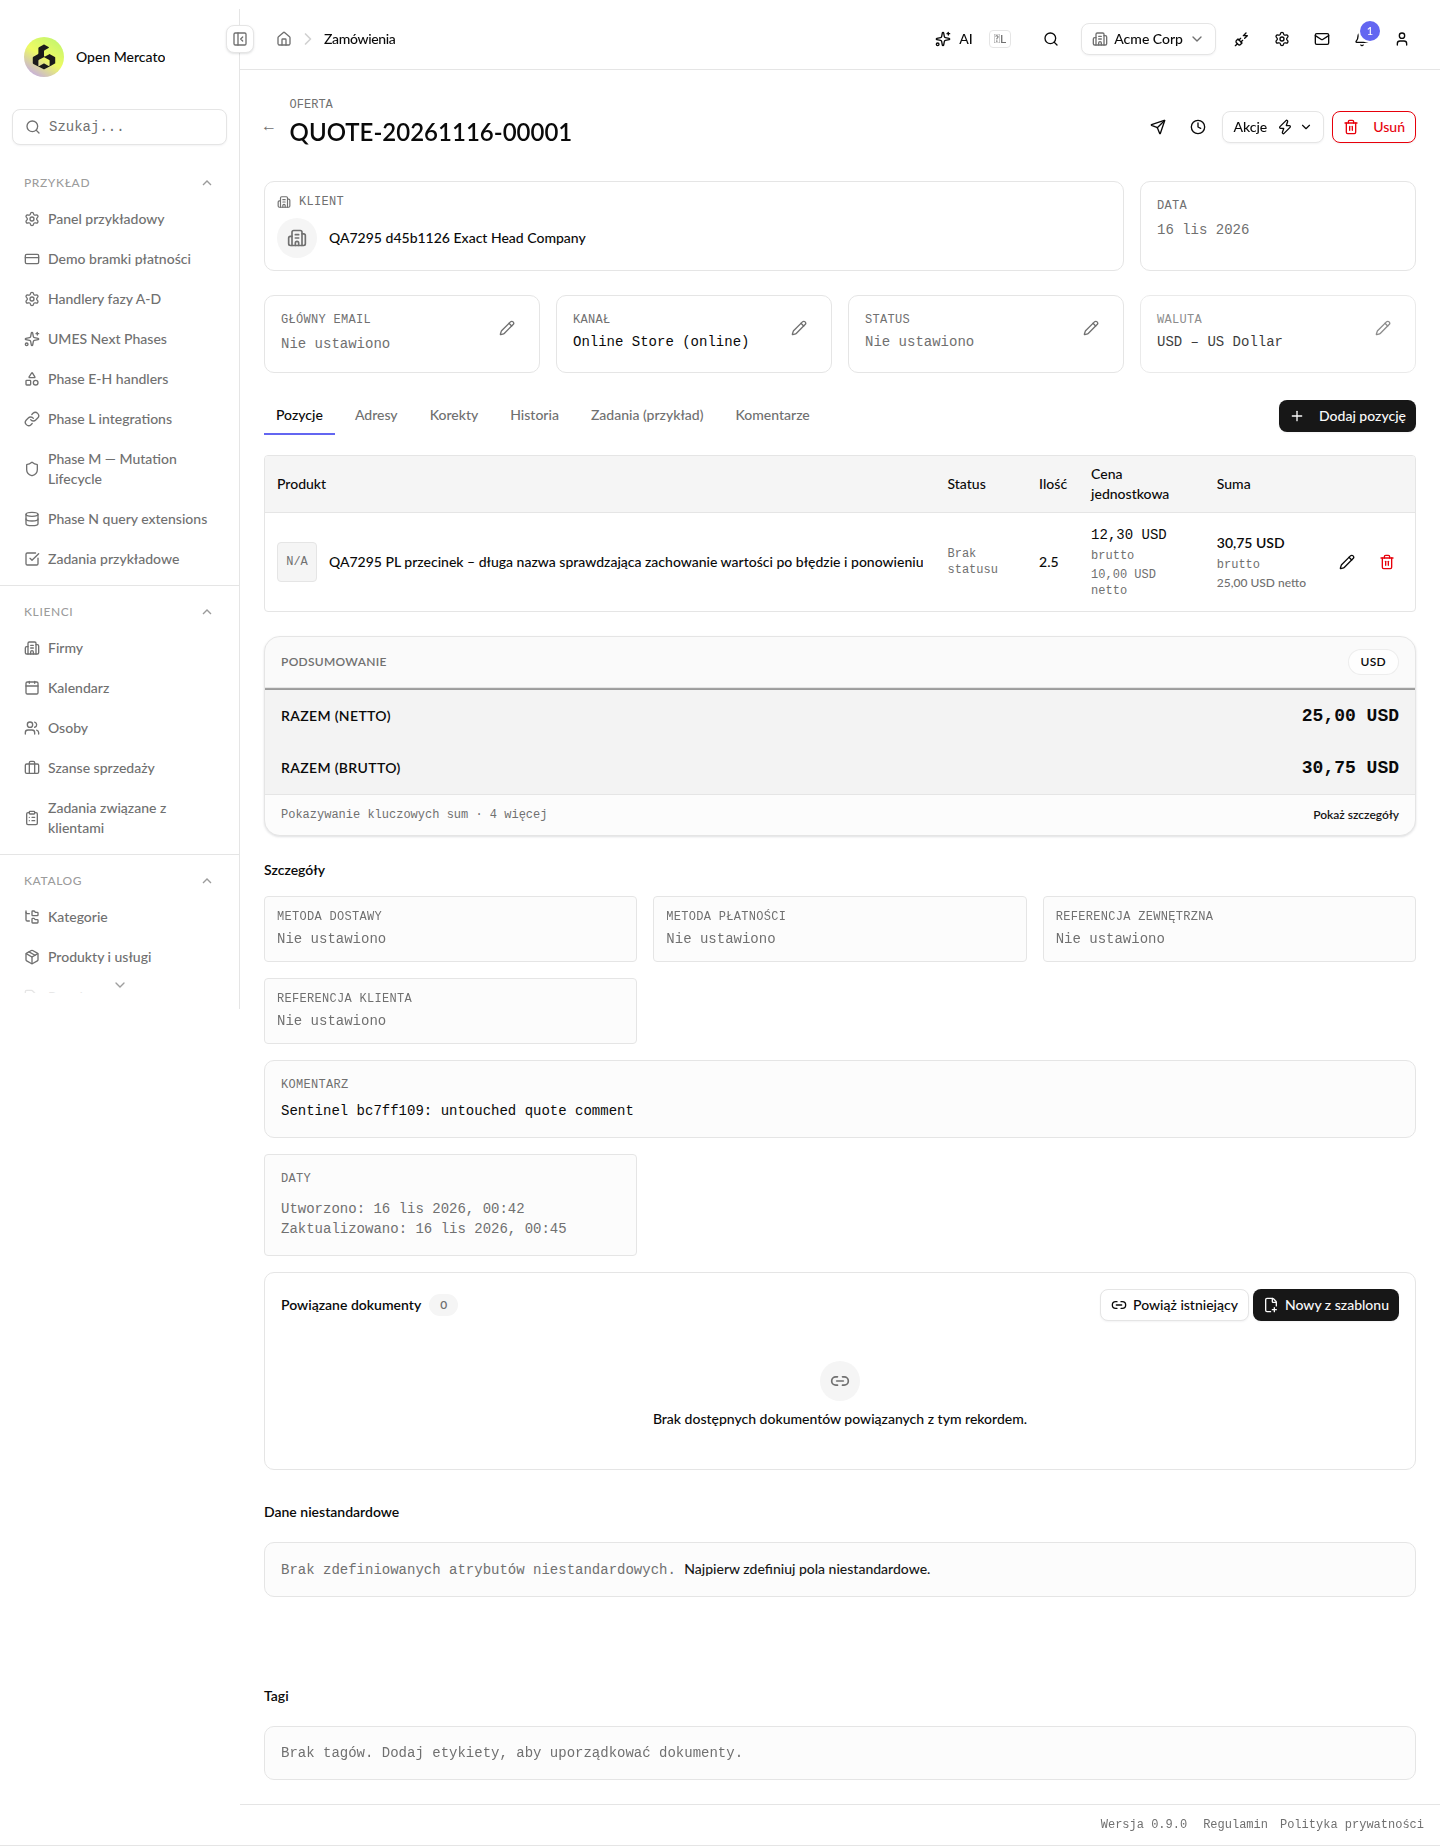 Open Mercato
Szukaj...
PRZYKŁAD
Panel przykładowy
Demo bramki płatności
Handlery fazy A-D
UMES Next Phases
Phase E-H handlers
Phase L integrations
Phase M — Mutation
Lifecycle
Phase N query extensions
Zadania przykładowe
KLIENCI
Firmy
Kalendarz
Osoby
Szanse sprzedaży
Zadania związane z
klientami
KATALOG
Kategorie
Produkty i usługi
Zamówienia
AI
L
Acme Corp
1
OFERTA
← QUOTE-20261116-00001
Akcje
Usuń
KLIENT
QA7295 d45b1126 Exact Head Company
DATA
16 lis 2026
GŁÓWNY EMAIL
Nie ustawiono
KANAŁ
Online Store (online)
STATUS
Nie ustawiono
WALUTA
USD – US Dollar
Pozycje Adresy Korekty Historia Zadania (przykład) Komentarze
Dodaj pozycję
Produkt Status Ilość Cena jednostkowa Suma
N/A
QA7295 PL przecinek – długa nazwa sprawdzająca zachowanie wartości po błędzie i ponowieniu
Brak
statusu
2.5
12,30 USD
brutto
10,00 USD
netto
30,75 USD
brutto
25,00 USD netto
PODSUMOWANIE USD
RAZEM (NETTO) 25,00 USD
RAZEM (BRUTTO) 30,75 USD
Pokazywanie kluczowych sum · 4 więcej Pokaż szczegóły
Szczegóły
METODA DOSTAWY
Nie ustawiono
METODA PŁATNOŚCI
Nie ustawiono
REFERENCJA ZEWNĘTRZNA
Nie ustawiono
REFERENCJA KLIENTA
Nie ustawiono
KOMENTARZ
Sentinel bc7ff109: untouched quote comment
DATY
Utworzono: 16 lis 2026, 00:42
Zaktualizowano: 16 lis 2026, 00:45
Powiązane dokumenty 0
Powiąż istniejący
Nowy z szablonu
Brak dostępnych dokumentów powiązanych z tym rekordem.
Dane niestandardowe
Brak zdefiniowanych atrybutów niestandardowych. Najpierw zdefiniuj pola niestandardowe.
Tagi
Brak tagów. Dodaj etykiety, aby uporządkować dokumenty.
Wersja 0.9.0 Regulamin Polityka prywatności